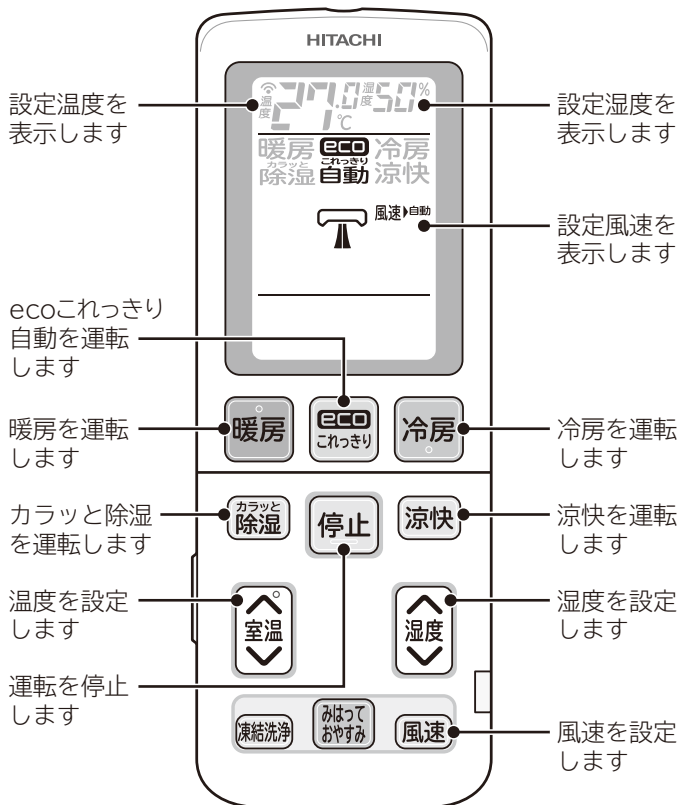 HITACHI
設定温度を
表示します
温度
27.0℃
湿度
50%
設定湿度を
表示します
暖房 eco 冷房
カラッと これっきり
除湿 自動 涼快
風速 自動
設定風速を
表示します
ecoこれっきり
自動を運転
します
暖房を運転
します
暖房
eco
これっきり
冷房
冷房を運転
します
カラッと除湿
を運転します
カラッと
除湿
停止
涼快
涼快を運転
します
温度を設定
します
室温
湿度
湿度を設定
します
運転を停止
します
凍結洗浄
みはって
おやすみ
風速
風速を設定
します